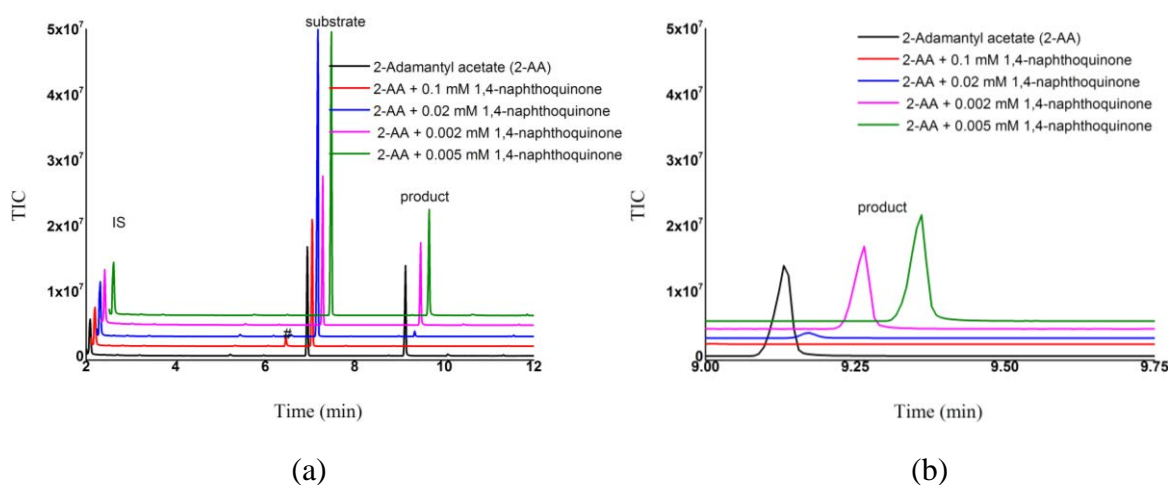 substrate
2-Adamantyl acetate (2-AA)
2-AA + 0.1 mM 1,4-naphthoquinone
2-AA + 0.02 mM 1,4-naphthoquinone
2-AA + 0.002 mM 1,4-naphthoquinone
2-AA + 0.005 mM 1,4-naphthoquinone
product
IS
#
TIC
5x10⁷
4x10⁷
3x10⁷
2x10⁷
1x10⁷
0
2 4 6 8 10 12
Time (min)
(a)
2-Adamantyl acetate (2-AA)
2-AA + 0.1 mM 1,4-naphthoquinone
2-AA + 0.02 mM 1,4-naphthoquinone
2-AA + 0.002 mM 1,4-naphthoquinone
2-AA + 0.005 mM 1,4-naphthoquinone
product
TIC
5x10⁷
4x10⁷
3x10⁷
2x10⁷
1x10⁷
0
9.00 9.25 9.50 9.75
Time (min)
(b)